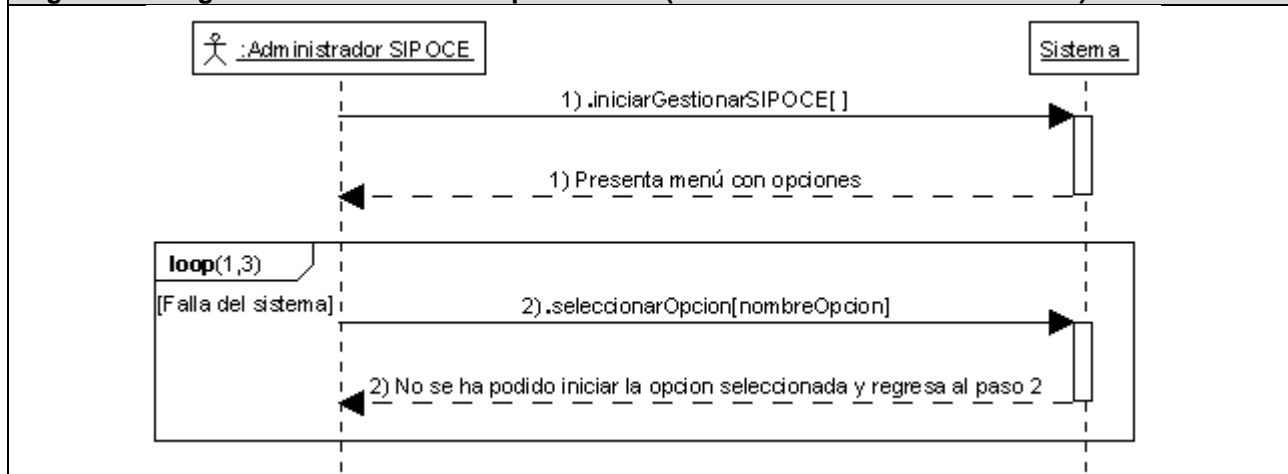 :Administrador SIPOCE
Sistema
1) .iniciarGestionarSIPOCE[ ]
1) Presenta menú con opciones
loop(1,3)
[Falla del sistema]
2).seleccionarOpcion[nombreOpcion]
2) No se ha podido iniciar la opcion seleccionada y regresa al paso 2